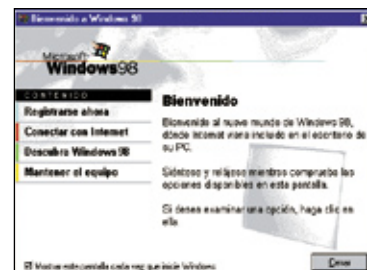 Bienvenido a Windows 98
Microsoft
Windows98
CONTENIDO
Registrarse ahora
Conectar con Internet
Descubra Windows 98
Mantener el equipo
Bienvenido
Bienvenido al nuevo mundo de Windows 98,
donde Internet viene incluido en el escritorio de
su PC.
Siéntese y relájese mientras comprueba las
opciones disponibles en esta pantalla.
Si desea examinar una opción, haga clic en
ella.
Mostrar esta pantalla cada vez que inicie Windows
Cerrar